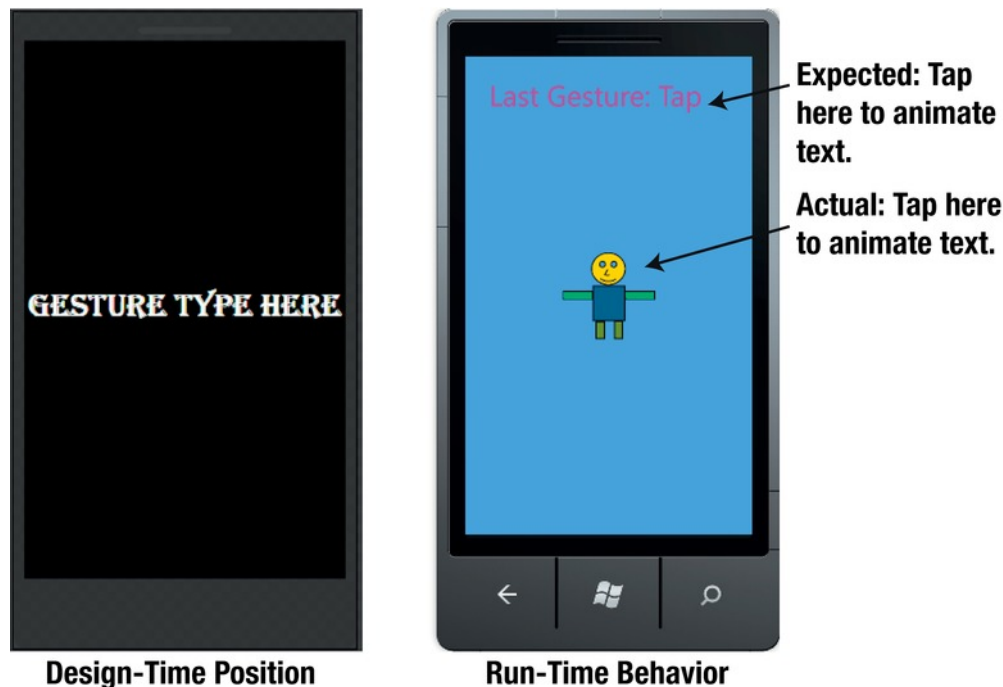 GESTURE TYPE HERE
Design-Time Position
Last Gesture: Tap
Expected: Tap
here to animate
text.
Actual: Tap here
to animate text.
Run-Time Behavior